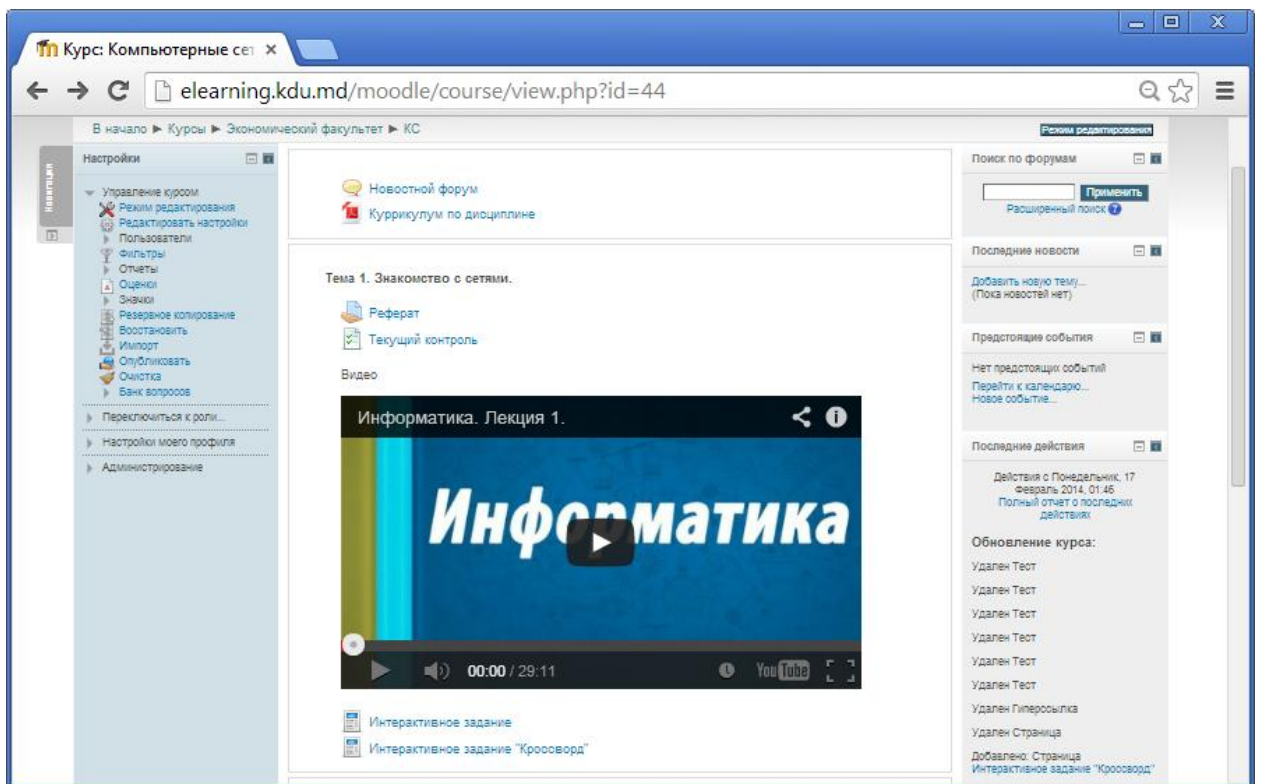 Курс: Компьютерные сет
elearning.kdu.md/moodle/course/view.php?id=44
В начало ► Курсы ► Экономический факультет ► КС
Режим редактирования
Навигация
Настройки
Управление курсом
Режим редактирования
Редактировать настройки
Пользователи
Фильтры
Отчеты
Оценки
Значки
Резервное копирование
Восстановить
Импорт
Опубликовать
Очистка
Банк вопросов
Переключиться к роли...
Настройки моего профиля
Администрирование
Новостной форум
Куррикулум по дисциплине
Тема 1. Знакомство с сетями.
Реферат
Текущий контроль
Видео
Информатика. Лекция 1.
Информатика
00:00 / 29:11
YouTube
Интерактивное задание
Интерактивное задание "Кроссворд"
Поиск по форумам
Применить
Расширенный поиск
Последние новости
Добавить новую тему...
(Пока новостей нет)
Предстоящие события
Нет предстоящих событий
Перейти к календарю...
Новое событие...
Последние действия
Действия с Понедельник, 17
Февраль 2014, 01:46
Полный отчет о последних
действиях
Обновление курса:
Удален Тест
Удален Тест
Удален Тест
Удален Тест
Удален Тест
Удален Тест
Удален Гиперссылка
Удален Страница
Добавлено: Страница
Интерактивное задание "Кроссворд"